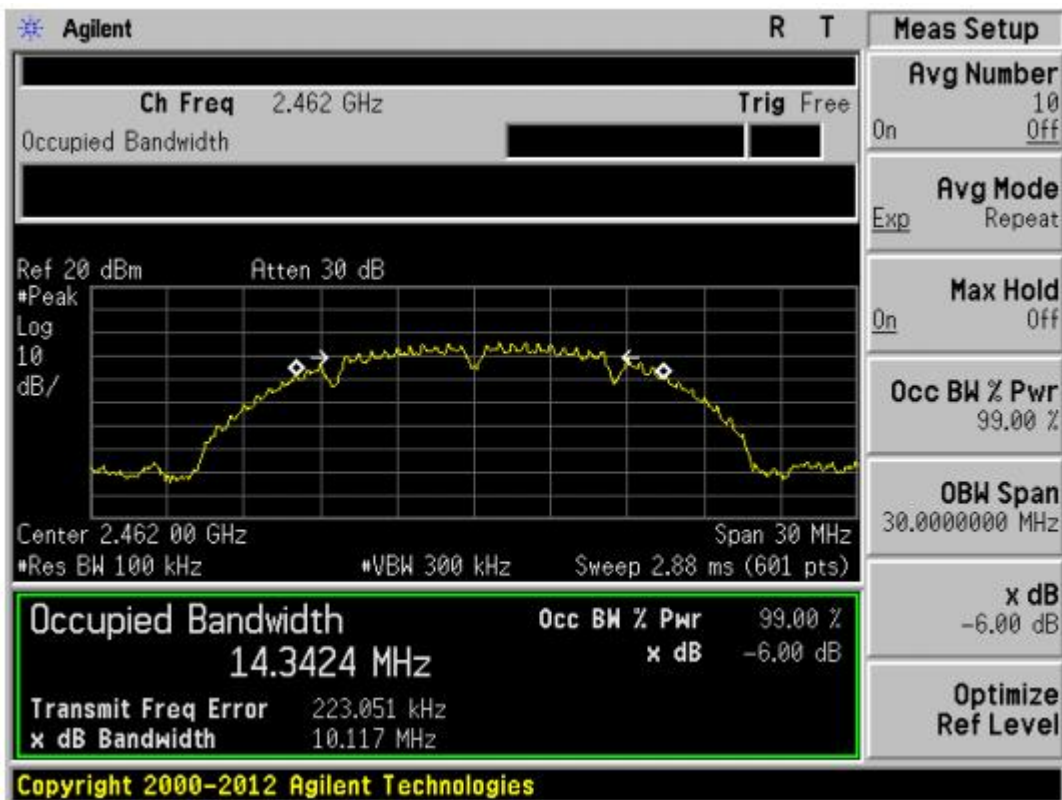 Agilent R T
Ch Freq 2.462 GHz Trig Free
Occupied Bandwidth
Ref 20 dBm Atten 30 dB
#Peak
Log
10
dB/
Center 2.462 00 GHz Span 30 MHz
#Res BW 100 kHz #VBW 300 kHz Sweep 2.88 ms (601 pts)
Occupied Bandwidth Occ BW % Pwr 99.00 %
14.3424 MHz x dB -6.00 dB
Transmit Freq Error 223.051 kHz
x dB Bandwidth 10.117 MHz
Copyright 2000-2012 Agilent Technologies
Meas Setup
Avg Number
10
On Off
Avg Mode
Exp Repeat
Max Hold
On Off
Occ BW % Pwr
99.00 %
OBW Span
30.0000000 MHz
x dB
-6.00 dB
Optimize
Ref Level